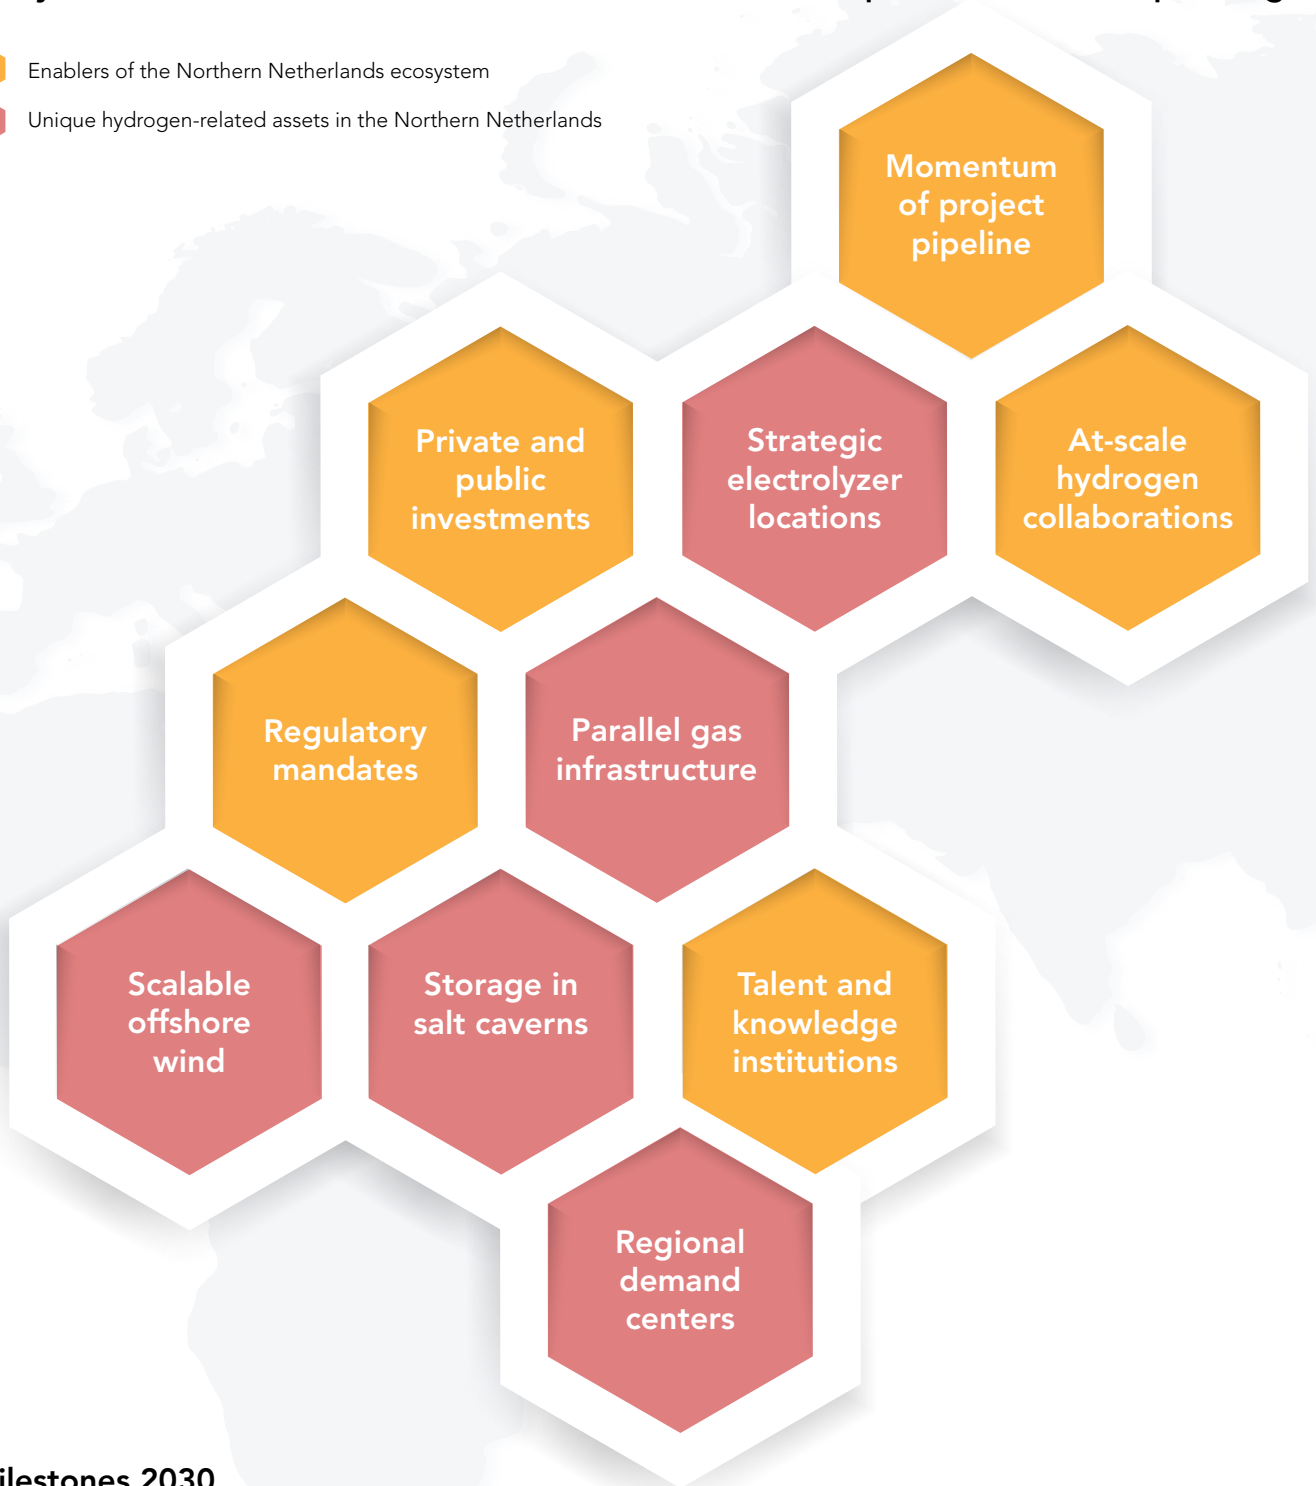 Enablers of the Northern Netherlands ecosystem
Unique hydrogen-related assets in the Northern Netherlands
Momentum
of project
pipeline
Private and
public
investments
Strategic
electrolyzer
locations
At-scale
hydrogen
collaborations
Regulatory
mandates
Parallel gas
infrastructure
Scalable
offshore
wind
Storage in
salt caverns
Talent and
knowledge
institutions
Regional
demand
centers
ilestones 2030